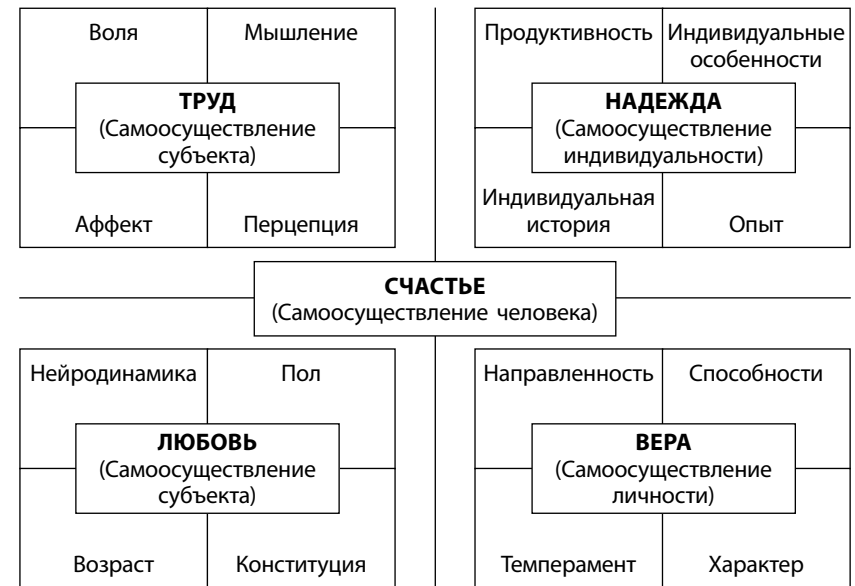 Воля
Мышление
ТРУД
(Самоосуществление
субъекта)
Аффект
Перцепция
Продуктивность
Индивидуальные
особенности
НАДЕЖДА
(Самоосуществление
индивидуальности)
Индивидуальная
история
Опыт
СЧАСТЬЕ
(Самоосуществление человека)
Нейродинамика
Пол
ЛЮБОВЬ
(Самоосуществление
субъекта)
Возраст
Конституция
Направленность
Способности
ВЕРА
(Самоосуществление
личности)
Темперамент
Характер